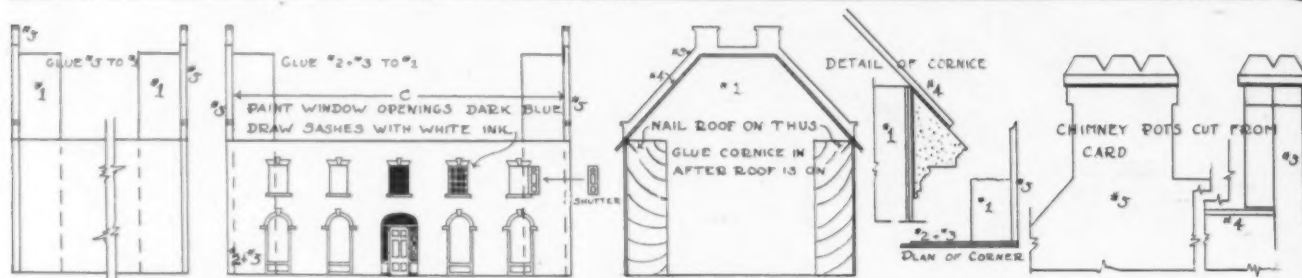 #3
GLUE #3 TO #1
#1
#1
#3
GLUE #2+#3 TO #1
#3
C
#3
PAINT WINDOW OPENINGS DARK BLUE
DRAW SASHES WITH WHITE INK
SHUTTER
#2+#3
#3
#4
#1
NAIL ROOF ON THUS
GLUE CORNICE IN
AFTER ROOF IS ON
DETAIL OF CORNICE
#4
#1
#3
#1
#2+#3
PLAN OF CORNER
CHIMNEY POTS CUT FROM
CARD
#3
#3
#4